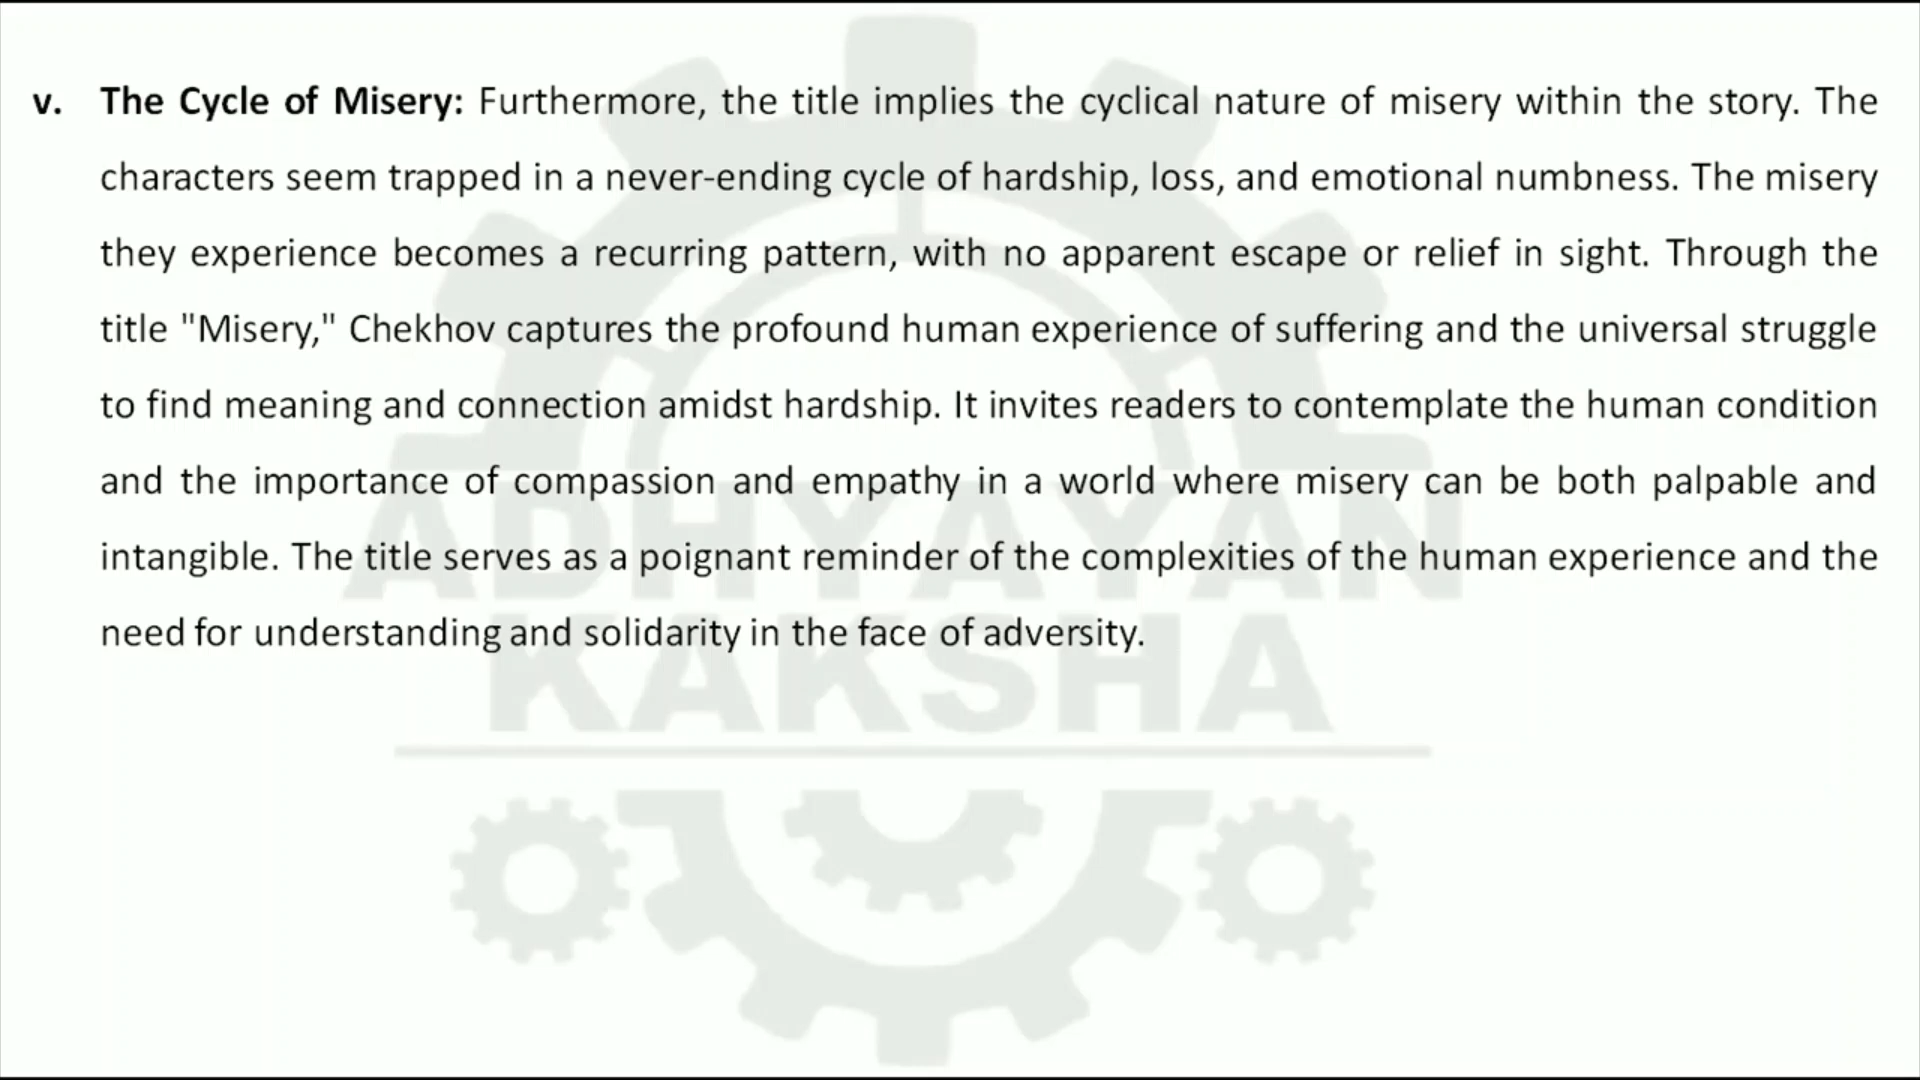 v. The Cycle of Misery: Furthermore, the title implies the cyclical nature of misery within the story. The
characters seem trapped in a never-ending cycle of hardship, loss, and emotional numbness. The misery
they experience becomes a recurring pattern, with no apparent escape or relief in sight. Through the
title "Misery," Chekhov captures the profound human experience of suffering and the universal struggle
to find meaning and connection amidst hardship. It invites readers to contemplate the human condition
and the importance of compassion and empathy in a world where misery can be both palpable and
intangible. The title serves as a poignant reminder of the complexities of the human experience and the
need for understanding and solidarity in the face of adversity.
ADHYAYAN
KAKSHA